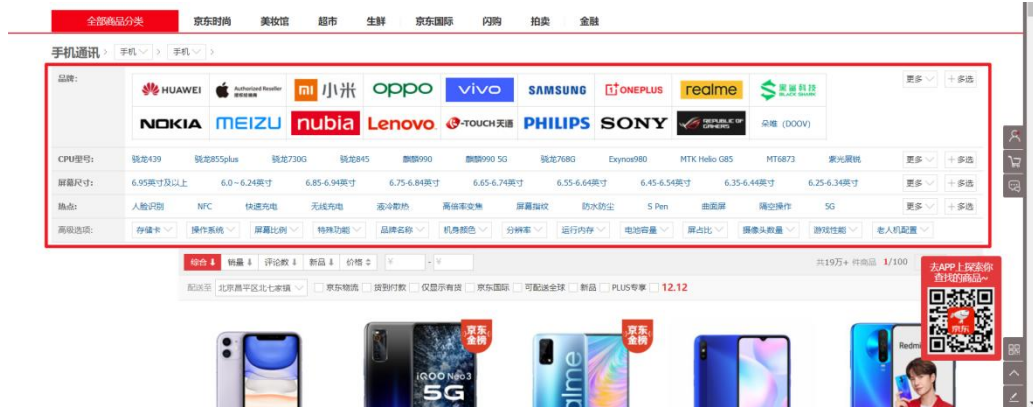 全部商品分类 京东时尚 美妆馆 超市 生鲜 京东国际 闪购 拍卖 金融
手机通讯 > 手机 > 手机 >
品牌: HUAWEI Authorized Reseller 小米 OPPO vivo SAMSUNG ONEPLUS realme 黑鲨科技 BLACK SHARK 更多 + 多选
NOKIA MEIZU nubia Lenovo. K-TOUCH 天语 PHILIPS SONY REPUBLIC OF GAMERS 朵唯 (DOOV)
CPU型号: 骁龙439 骁龙855plus 骁龙730G 骁龙845 麒麟990 麒麟990 5G 骁龙768G Exynos980 MTK Helio G85 MT6873 紫光展锐 更多 + 多选
屏幕尺寸: 6.95英寸及以上 6.0-6.24英寸 6.85-6.94英寸 6.75-6.84英寸 6.65-6.74英寸 6.55-6.64英寸 6.45-6.54英寸 6.35-6.44英寸 6.25-6.34英寸 更多 + 多选
热点: 人脸识别 NFC 快速充电 无线充电 液冷散热 高倍率变焦 屏幕指纹 防水防尘 S Pen 曲面屏 隔空操作 5G 更多 + 多选
高级选项: 存储卡 操作系统 屏幕比例 特殊功能 品牌名称 机身颜色 分辨率 运行内存 电池容量 屏占比 摄像头数量 游戏性能 老人机配置
综合 销量 评论数 新品 价格 ¥ - ¥ 共19万+ 件商品 1/100
配送至 北京昌平区北七家镇 京东物流 货到付款 仅显示有货 京东国际 可配送全球 新品 PLUS专享 12.12
去APP上探索你
查找的商品~
京东
京东
金榜
京东
金榜
iQOO Neo3
5G
realme
Redmi